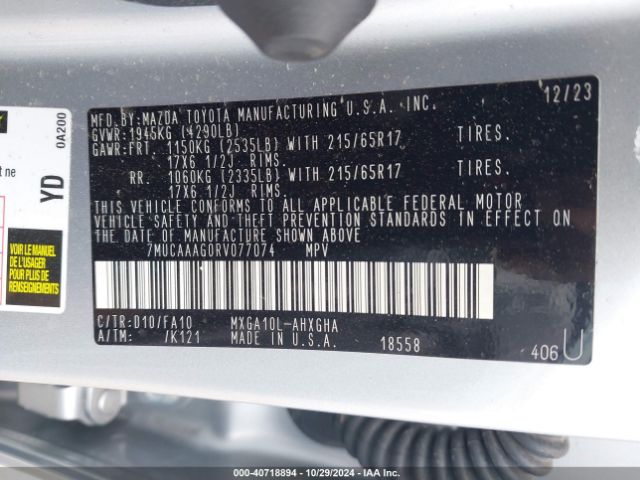 MFD.BY:MAZDA TOYOTA MANUFACTURING U.S.A. INC. 12/23
GVWR:1945KG (4290LB)
GAWR:FRT. 1150KG (2535LB) WITH 215/65R17 TIRES.
17X6 1/2J RIMS.
RR. 1060KG (2335LB) WITH 215/65R17 TIRES.
17X6 1/2J RIMS.
THIS VEHICLE CONFORMS TO ALL APPLICABLE FEDERAL MOTOR
VEHICLE SAFETY AND THEFT PREVENTION STANDARDS IN EFFECT ON
THE DATE OF MANUFACTURE SHOWN ABOVE
7MUCAAAG0RV077074 MPV
C/TR:D10/FA10 MXGA10L-AHXGHA
A/TM: /K121 MADE IN U.S.A. 18558 406 U
0A200
YD
t ne
VOIR LE MANUEL
DE L'USAGER
POUR PLUS DE
RENSEIGNEMENTS
000-40718894 - 10/29/2024 - IAA Inc.